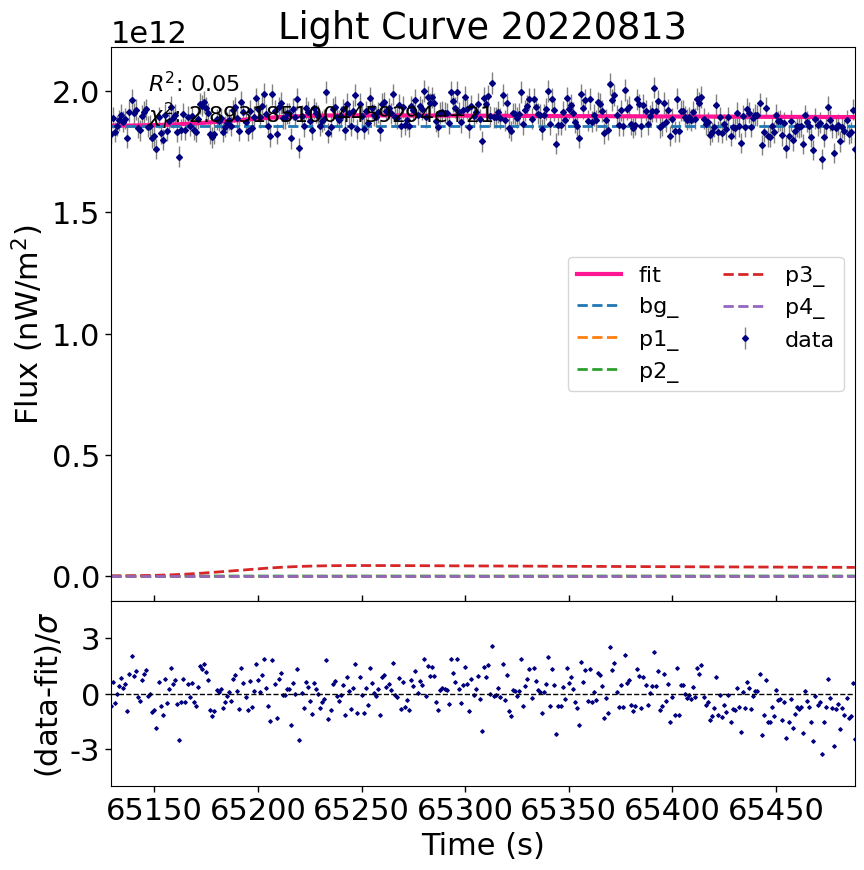 Light Curve 20220813
1e12
R²: 0.05
2.0
1.5
1.0
0.5
0.0
Flux (nW/m²)
fit
bg_
p1_
p2_
p3_
p4_
data
3
0
-3
(data-fit)/σ
65150 65200 65250 65300 65350 65400 65450
Time (s)